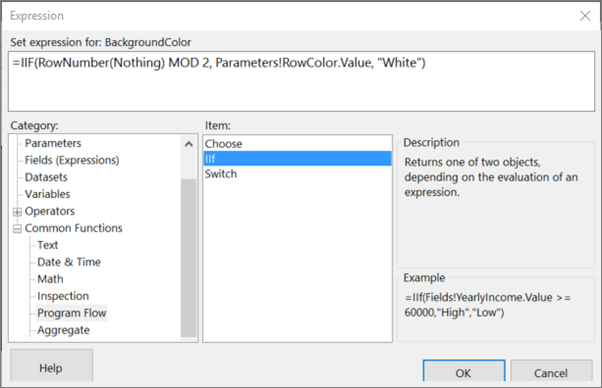 Expression
Set expression for: BackgroundColor
=IIF(RowNumber(Nothing) MOD 2, Parameters!RowColor.Value, "White")
Category:
Parameters
Fields (Expressions)
Datasets
Variables
Operators
Common Functions
Text
Date & Time
Math
Inspection
Program Flow
Aggregate
Item:
Choose
IIf
Switch
Description
Returns one of two objects,
depending on the evaluation of an
expression.
Example
=IIf(Fields!YearlyIncome.Value >=
60000,"High","Low")
Help
OK
Cancel